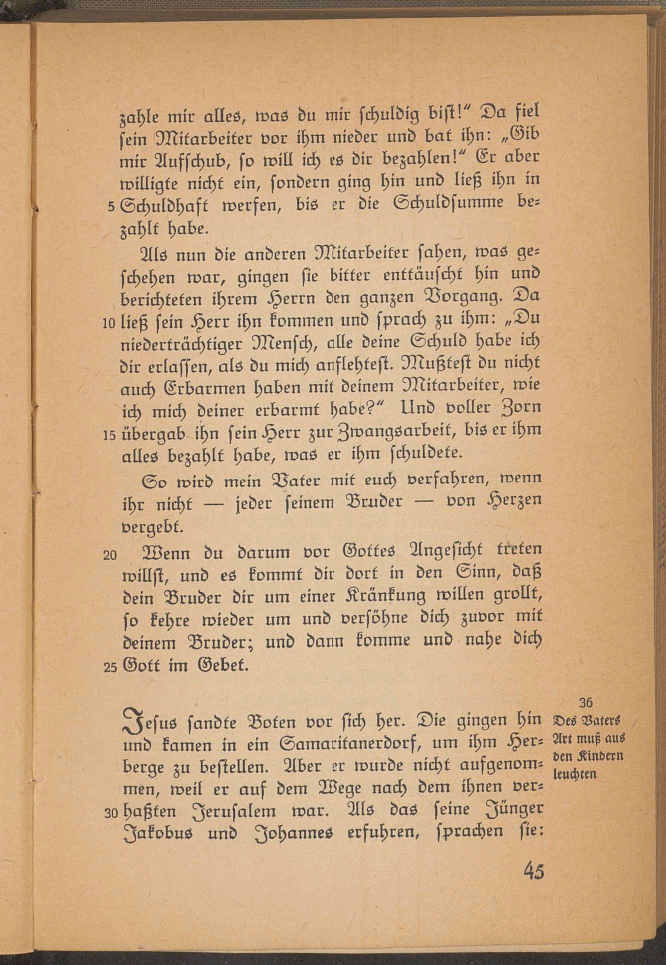 zahle mir alles, was du mir schuldig bist!“ Da fiel
sein Mitarbeiter vor ihm nieder und bat ihn: „Gib
mir Aufschub, so will ich es dir bezahlen!“ Er aber
willigte nicht ein, sondern ging hin und ließ ihn in
5 Schuldhaft werfen, bis er die Schuldsumme be-
zahlt habe.
Als nun die anderen Mitarbeiter sahen, was ge-
schehen war, gingen sie bitter enttäuscht hin und
berichteten ihrem Herrn den ganzen Vorgang. Da
10 ließ sein Herr ihn kommen und sprach zu ihm: „Du
niederträchtiger Mensch, alle deine Schuld habe ich
dir erlassen, als du mich anflehtest. Mußtest du nicht
auch Erbarmen haben mit deinem Mitarbeiter, wie
ich mich deiner erbarmt habe?“ Und voller Zorn
15 übergab ihn sein Herr zur Zwangsarbeit, bis er ihm
alles bezahlt habe, was er ihm schuldete.
So wird mein Vater mit euch verfahren, wenn
ihr nicht — jeder seinem Bruder — von Herzen
vergebt.
20 Wenn du darum vor Gottes Angesicht treten
willst, und es kommt dir dort in den Sinn, daß
dein Bruder dir um einer Kränkung willen grollt,
so kehre wieder um und versöhne dich zuvor mit
deinem Bruder; und dann komme und nahe dich
25 Gott im Gebet.
Jesus sandte Boten vor sich her. Die gingen hin
und kamen in ein Samaritanerdorf, um ihm Her-
berge zu bestellen. Aber er wurde nicht aufgenom-
men, weil er auf dem Wege nach dem ihnen ver-
30 haßten Jerusalem war. Als das seine Jünger
Jakobus und Johannes erfuhren, sprachen sie:
36
Des Vaters
Art muß aus
den Kindern
leuchten
45